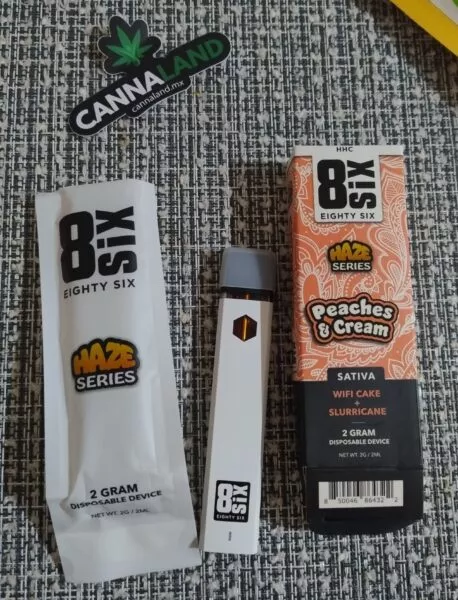 CANNALAND
cannaland.mx
8SiX
EIGHTY SIX
HAZE
SERIES
2 GRAM
DISPOSABLE DEVICE
NET WT. 2G / 2ML
8SiX
EIGHTY SIX
HHC
8SiX
EIGHTY SIX
HAZE
SERIES
Peaches
& Cream
SATIVA
WIFI CAKE
+
SLURRICANE
2 GRAM
DISPOSABLE DEVICE
NET WT. 2G / 2ML
8 50046 86432 2